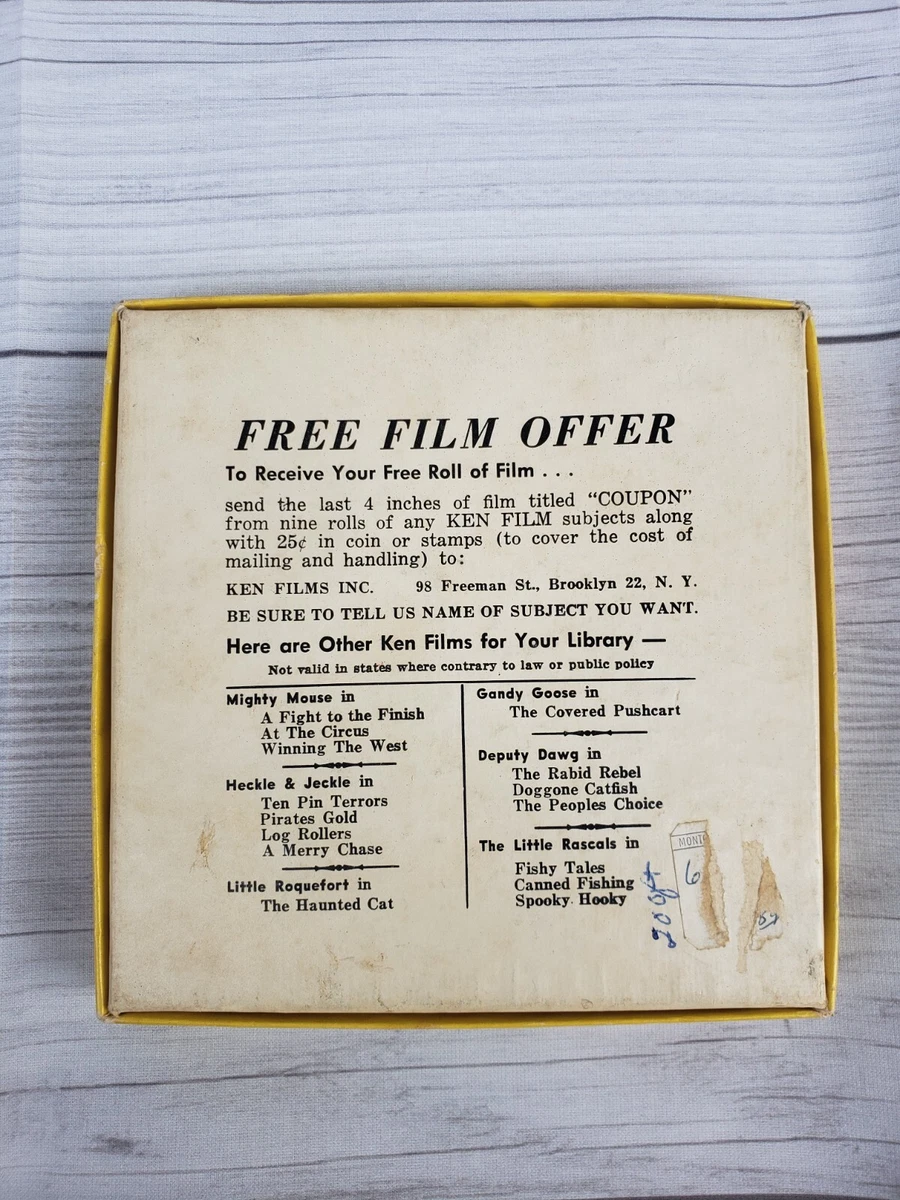 FREE FILM OFFER
To Receive Your Free Roll of Film . . .
send the last 4 inches of film titled “COUPON”
from nine rolls of any KEN FILM subjects along
with 25¢ in coin or stamps (to cover the cost of
mailing and handling) to:
KEN FILMS INC. 98 Freeman St., Brooklyn 22, N. Y.
BE SURE TO TELL US NAME OF SUBJECT YOU WANT.
Here are Other Ken Films for Your Library —
Not valid in states where contrary to law or public policy
Mighty Mouse in
A Fight to the Finish
At The Circus
Winning The West
Heckle & Jeckle in
Ten Pin Terrors
Pirates Gold
Log Rollers
A Merry Chase
Little Roquefort in
The Haunted Cat
Gandy Goose in
The Covered Pushcart
Deputy Dawg in
The Rabid Rebel
Doggone Catfish
The Peoples Choice
The Little Rascals in
Fishy Tales
Canned Fishing
Spooky Hooky
6